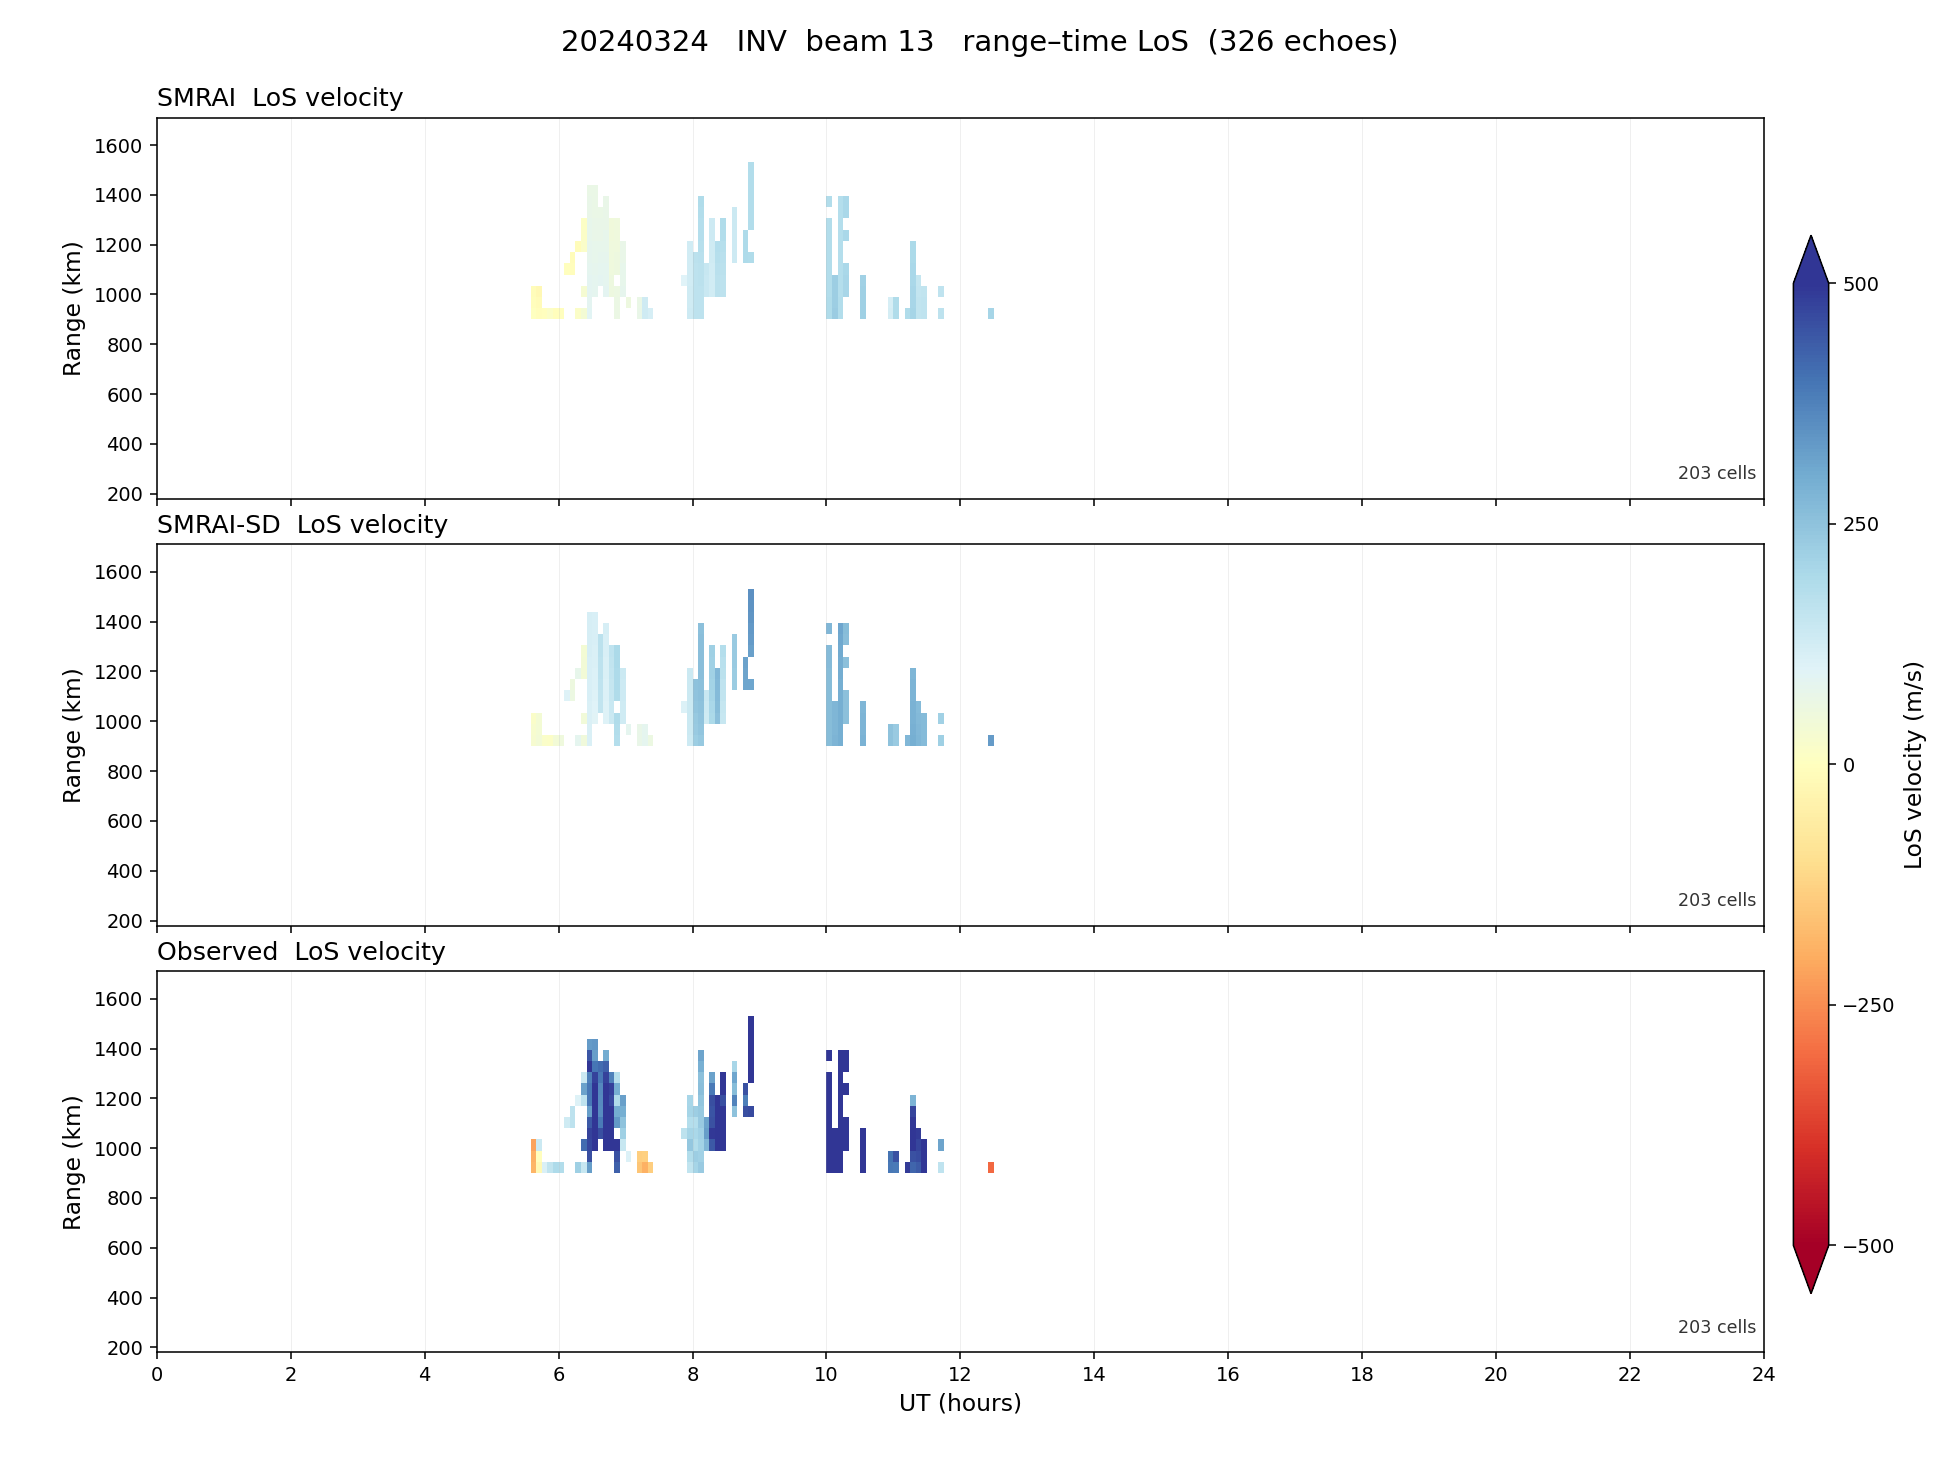 20240324   INV  beam 13   range–time LoS  (326 echoes)
SMRAI  LoS velocity
1600
1400
1200
1000
800
600
400
200
Range (km)
203 cells
SMRAI-SD  LoS velocity
1600
1400
1200
1000
800
600
400
200
Range (km)
203 cells
Observed  LoS velocity
1600
1400
1200
1000
800
600
400
200
Range (km)
203 cells
0 2 4 6 8 10 12 14 16 18 20 22 24
UT (hours)
500
250
0
−250
−500
LoS velocity (m/s)